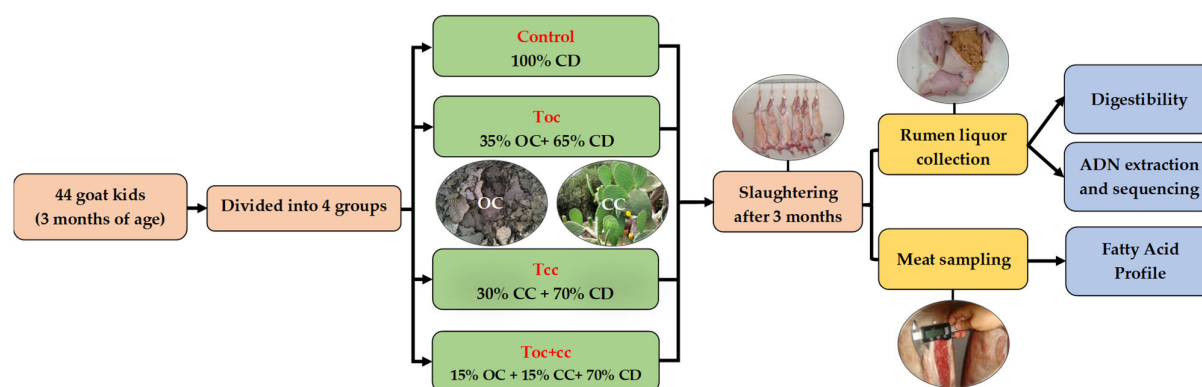 44 goat kids
(3 months of age)
Divided into 4 groups
Control
100% CD
Toc
35% OC+ 65% CD
OC
CC
Tcc
30% CC + 70% CD
Toc+cc
15% OC + 15% CC+ 70% CD
Slaughtering
after 3 months
Rumen liquor
collection
Meat sampling
Digestibility
ADN extraction
and sequencing
Fatty Acid
Profile